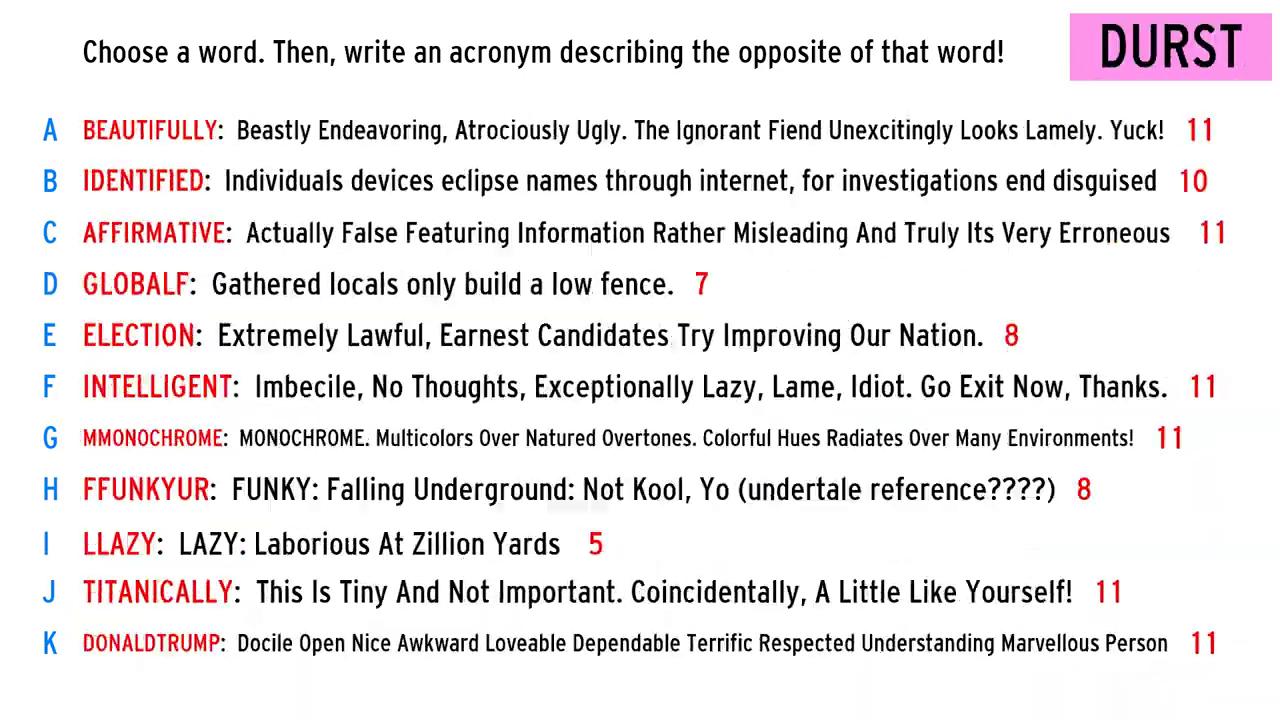 Choose a word. Then, write an acronym describing the opposite of that word!
DURST
A BEAUTIFULLY: Beastly Endeavoring, Atrociously Ugly. The Ignorant Fiend Unexcitingly Looks Lamely. Yuck! 11
B IDENTIFIED: Individuals devices eclipse names through internet, for investigations end disguised 10
C AFFIRMATIVE: Actually False Featuring Information Rather Misleading And Truly Its Very Erroneous 11
D GLOBALF: Gathered locals only build a low fence. 7
E ELECTION: Extremely Lawful, Earnest Candidates Try Improving Our Nation. 8
F INTELLIGENT: Imbecile, No Thoughts, Exceptionally Lazy, Lame, Idiot. Go Exit Now, Thanks. 11
G MMONOCHROME: MONOCHROME. Multicolors Over Natured Overtones. Colorful Hues Radiates Over Many Environments! 11
H FFUNKYUR: FUNKY: Falling Underground: Not Kool, Yo (undertale reference????) 8
I LLAZY: LAZY: Laborious At Zillion Yards 5
J TITANICALLY: This Is Tiny And Not Important. Coincidentally, A Little Like Yourself! 11
K DONALDTRUMP: Docile Open Nice Awkward Loveable Dependable Terrific Respected Understanding Marvellous Person 11